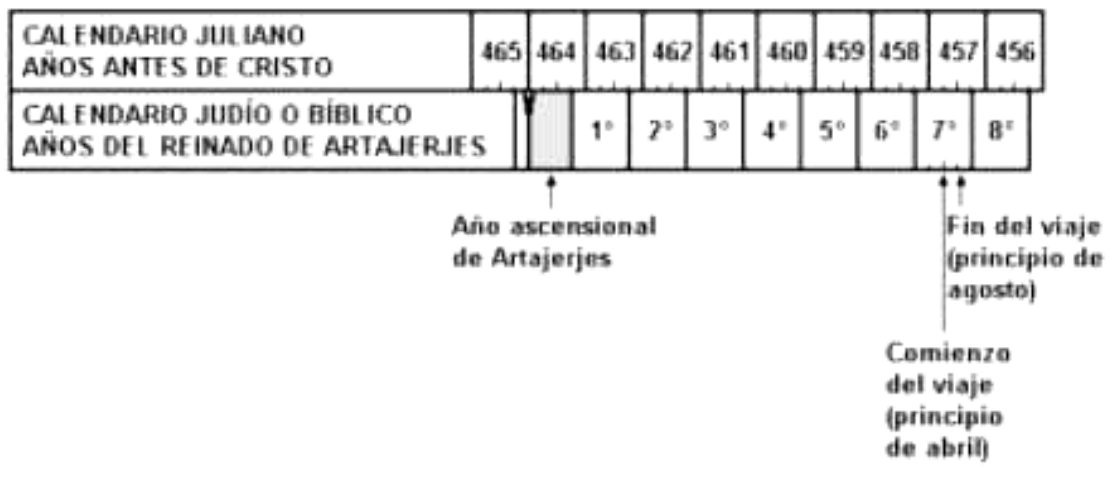 CALENDARIO JULIANO
AÑOS ANTES DE CRISTO
465 464 463 462 461 460 459 458 457 456
CALENDARIO JUDÍO O BÍBLICO
AÑOS DEL REINADO DE ARTAJERJES
1° 2° 3° 4° 5° 6° 7° 8°
Año ascensional
de Artajerjes
Fin del viaje
(principio de
agosto)
Comienzo
del viaje
(principio
de abril)